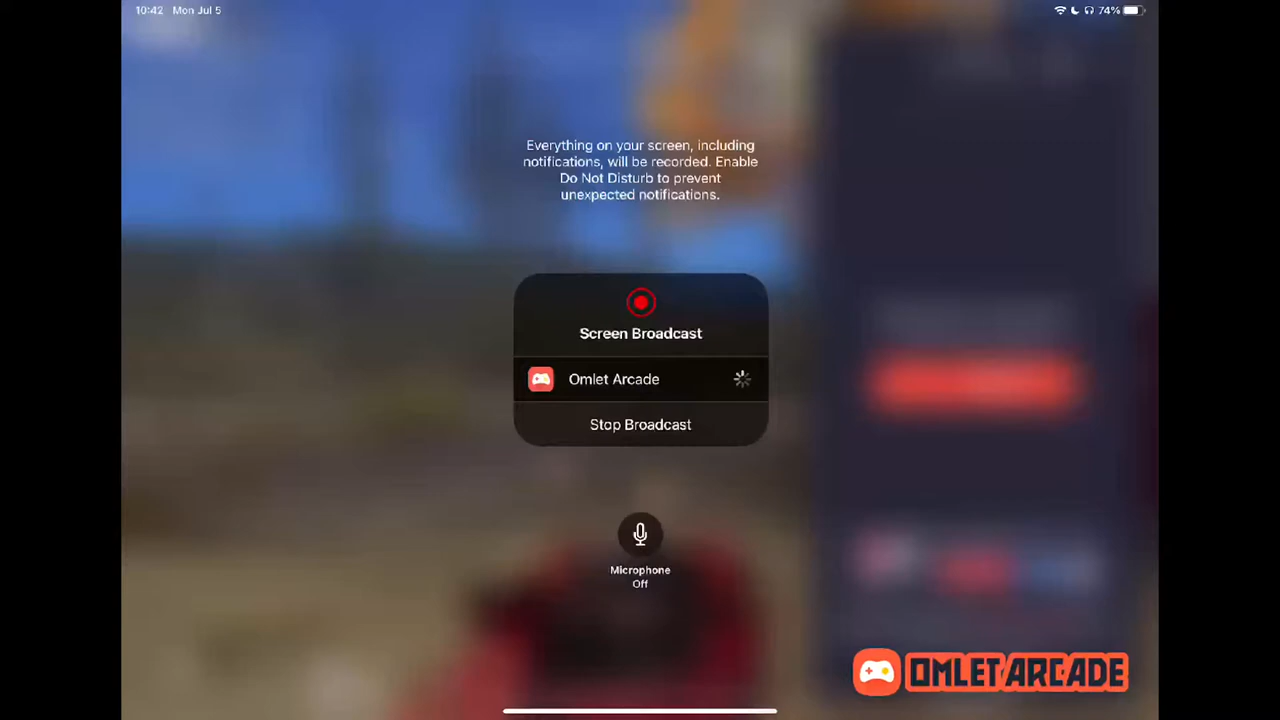 10:42 Mon Jul 5
74%
Everything on your screen, including
notifications, will be recorded. Enable
Do Not Disturb to prevent
unexpected notifications.
Screen Broadcast
Omlet Arcade
Stop Broadcast
Microphone
Off
OMLET ARCADE